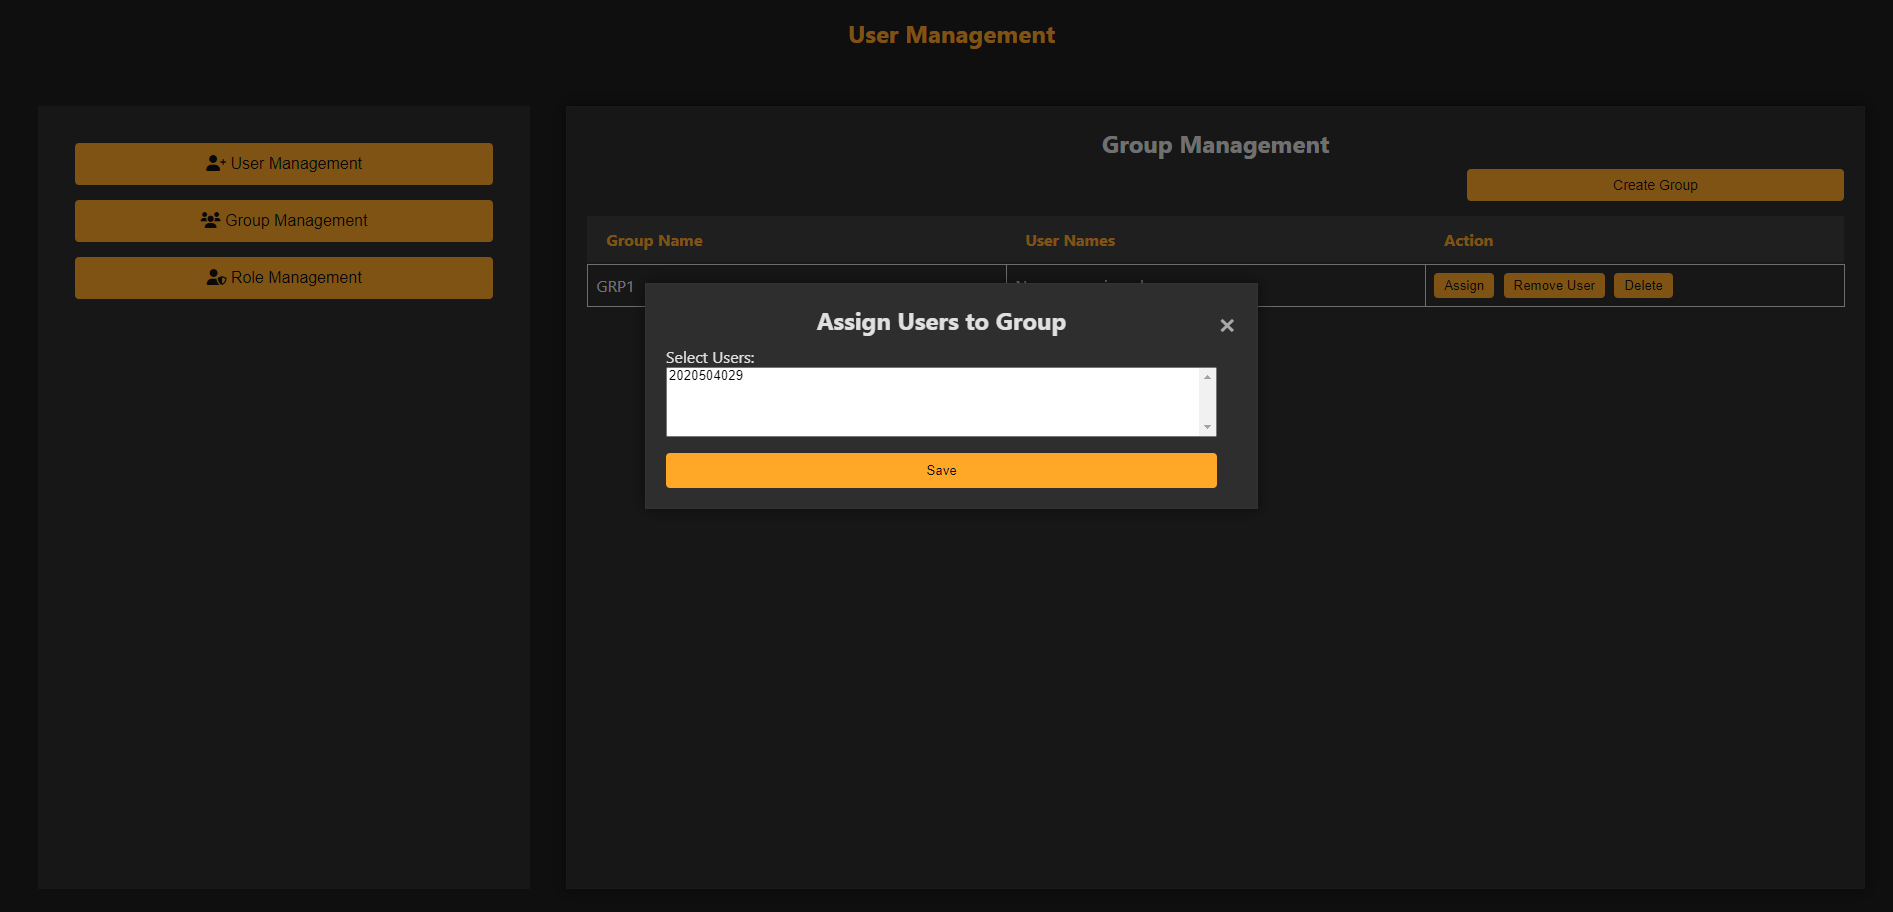 User Management
User Management
Group Management
Role Management
Group Management
Create Group
Group Name User Names Action
GRP1 Assign Remove User Delete
Assign Users to Group
Select Users:
2020504029
Save